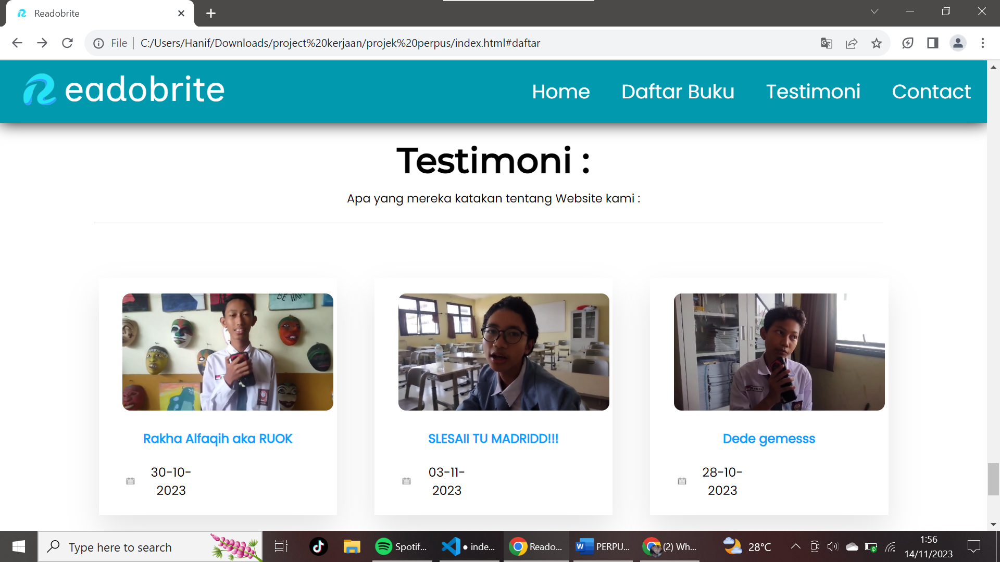 Readobrite
File
C:/Users/Hanif/Downloads/project%20kerjaan/projek%20perpus/index.html#daftar
eadobrite
Home Daftar Buku Testimoni Contact
Testimoni :
Apa yang mereka katakan tentang Website kami :
BE HA
Rakha Alfaqih aka RUOK
SLESAII TU MADRIDD!!!
Dede gemesss
30-10-
2023
03-11-
2023
28-10-
2023
Type here to search
Spotif...
● inde...
Reado...
PERPU...
(2) Wh...
28°C
1:56
14/11/2023